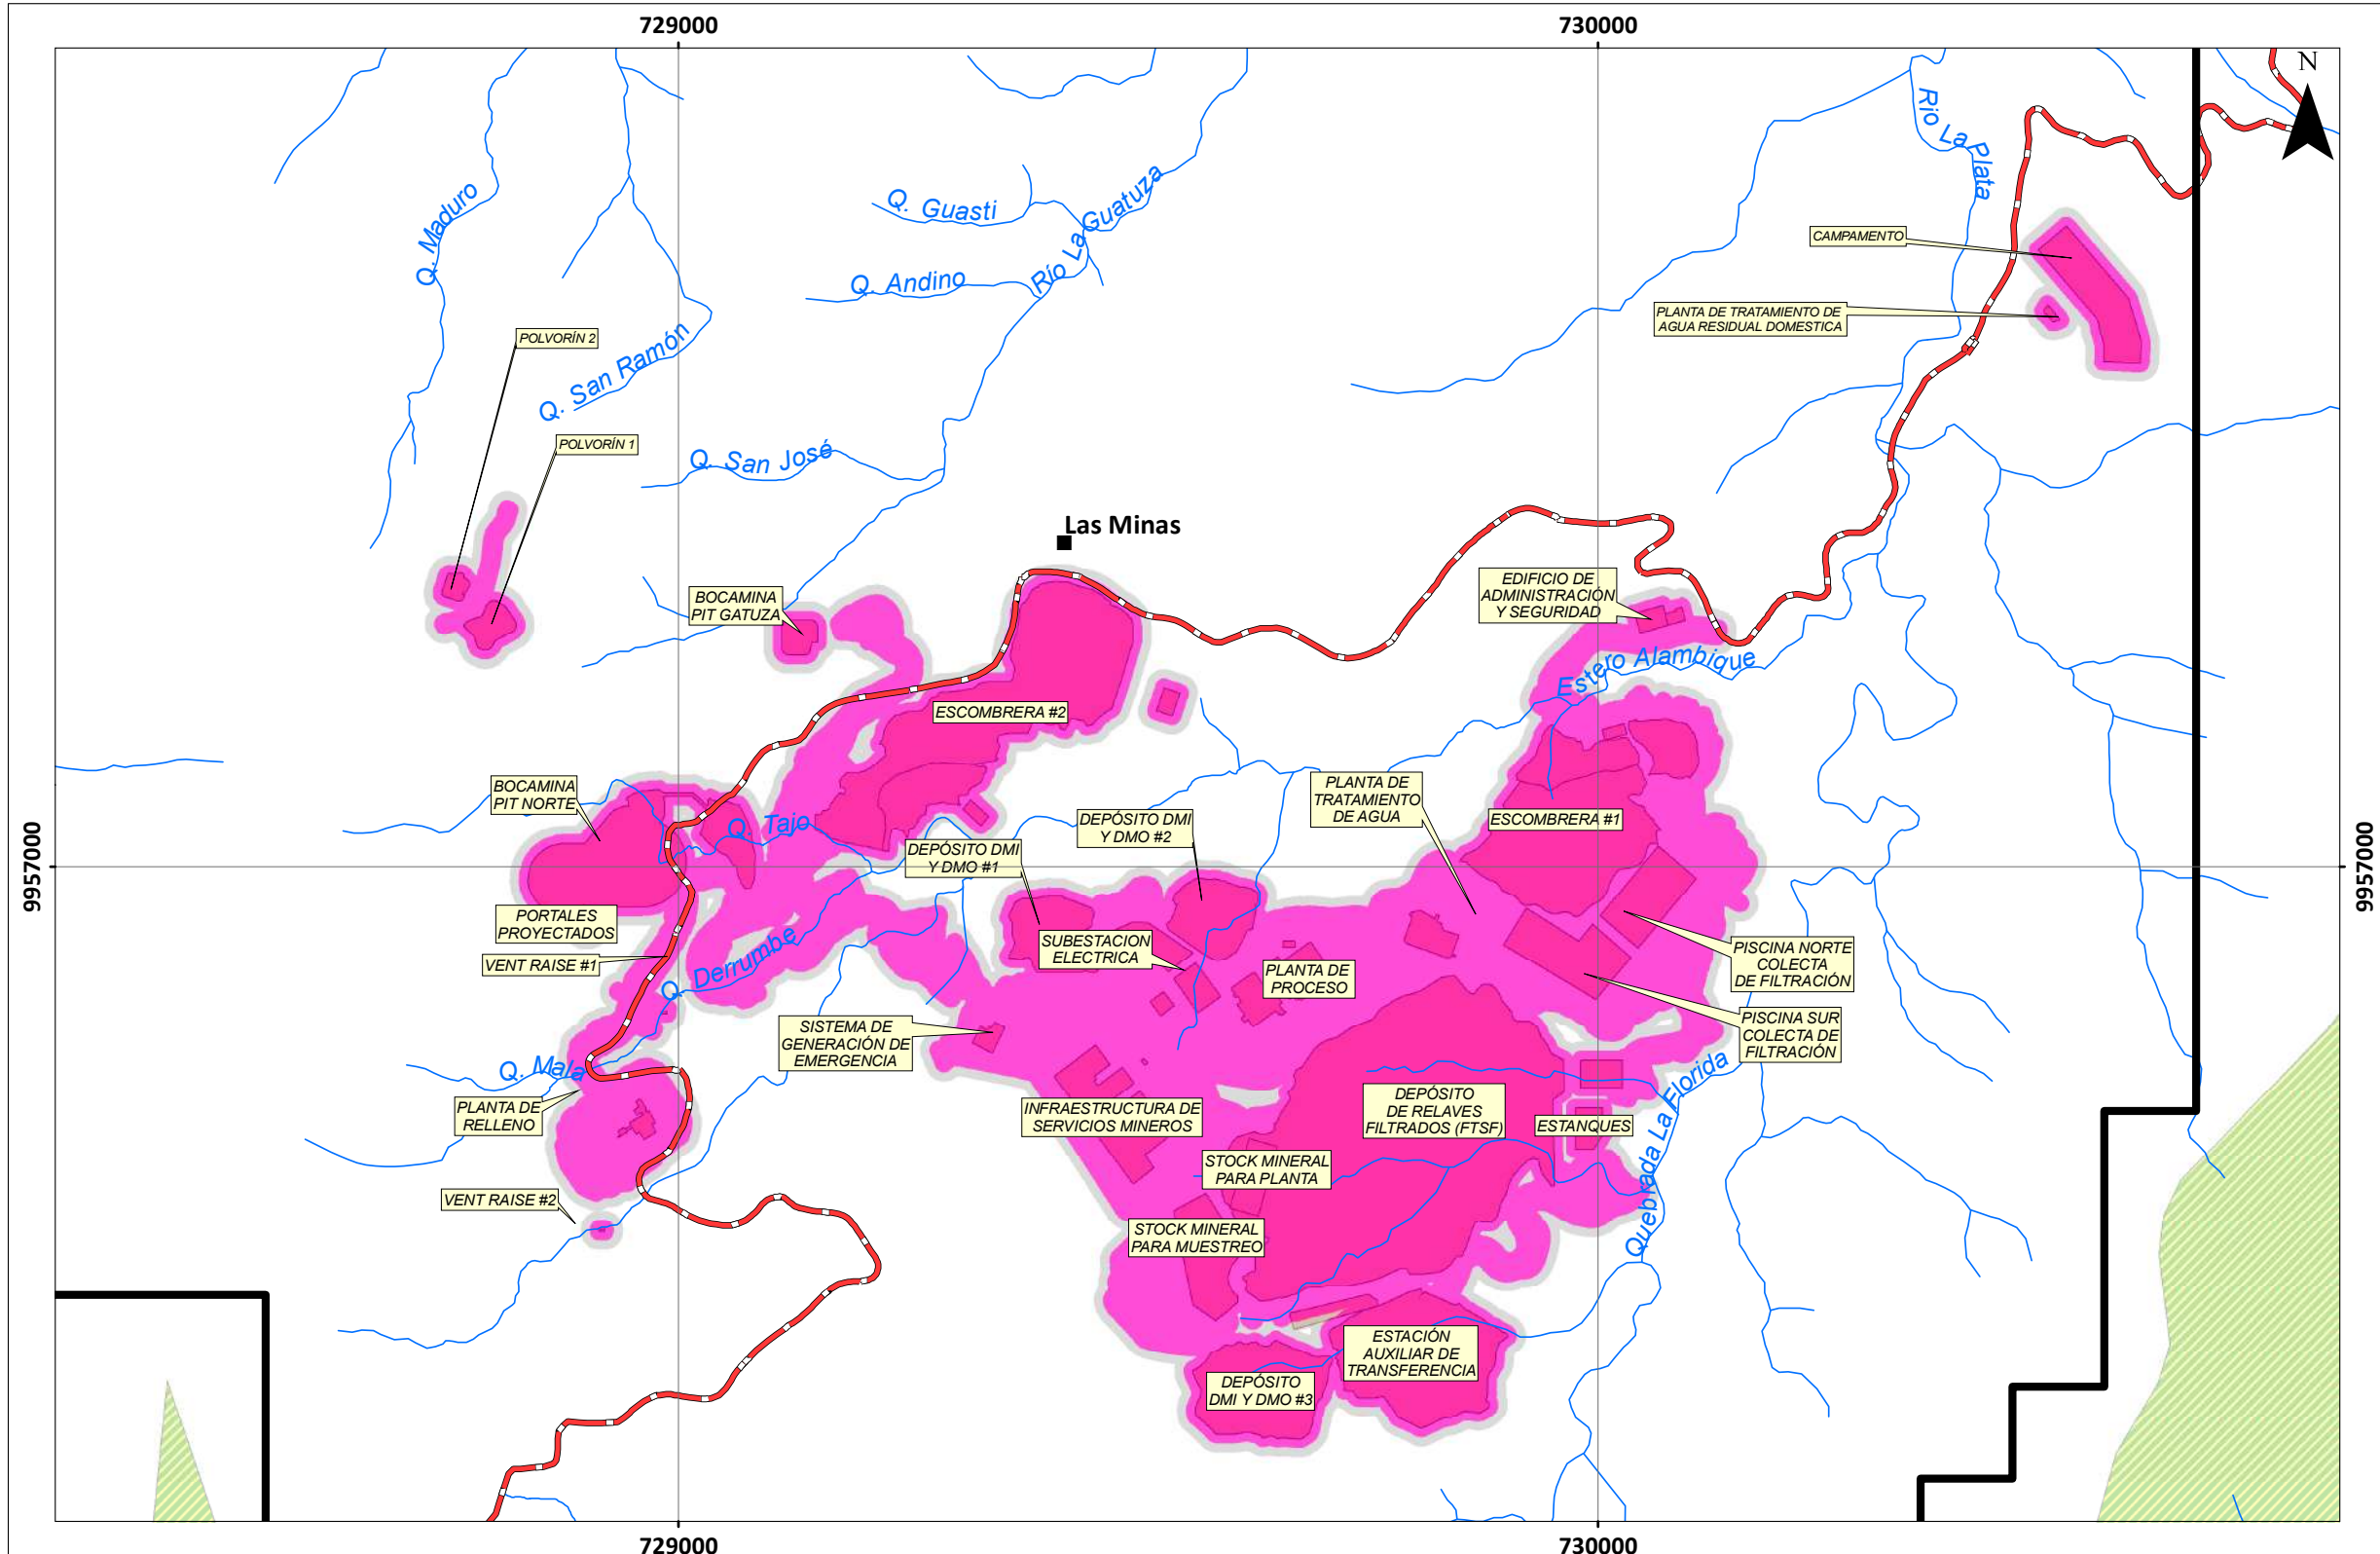 729000
730000
N
Rio La Plata
Q. Maduro
Q. Guasti
Río La Guatuza
CAMPAMENTO
Q. Andino
PLANTA DE TRATAMIENTO DE
AGUA RESIDUAL DOMESTICA
POLVORÍN 2
Q. San Ramón
POLVORÍN 1
Q. San José
Las Minas
BOCAMINA
PIT GATUZA
EDIFICIO DE
ADMINISTRACIÓN
Y SEGURIDAD
Estero Alambique
ESCOMBRERA #2
BOCAMINA
PIT NORTE
PLANTA DE
TRATAMIENTO
DE AGUA
Q. Tajo
DEPÓSITO DMI
Y DMO #2
ESCOMBRERA #1
DEPÓSITO DMI
Y DMO #1
9957000
9957000
PORTALES
PROYECTADOS
SUBESTACION
ELECTRICA
PISCINA NORTE
COLECTA
DE FILTRACIÓN
VENT RAISE #1
Q. Derrumbe
PLANTA DE
PROCESO
SISTEMA DE
GENERACIÓN DE
EMERGENCIA
PISCINA SUR
COLECTA DE
FILTRACIÓN
Q. Mala
PLANTA DE
RELLENO
INFRAESTRUCTURA DE
SERVICIOS MINEROS
DEPÓSITO
DE RELAVES
FILTRADOS (FTSF)
ESTANQUES
Quebrada La Florida
STOCK MINERAL
PARA PLANTA
VENT RAISE #2
STOCK MINERAL
PARA MUESTREO
ESTACIÓN
AUXILIAR DE
TRANSFERENCIA
DEPÓSITO
DMI Y DMO #3
729000
730000